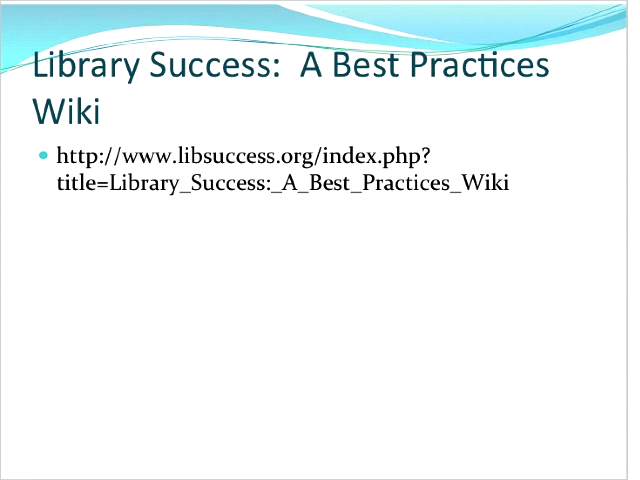 Library Success:  A Best Practices
Wiki
http://www.libsuccess.org/index.php?
title=Library_Success:_A_Best_Practices_Wiki